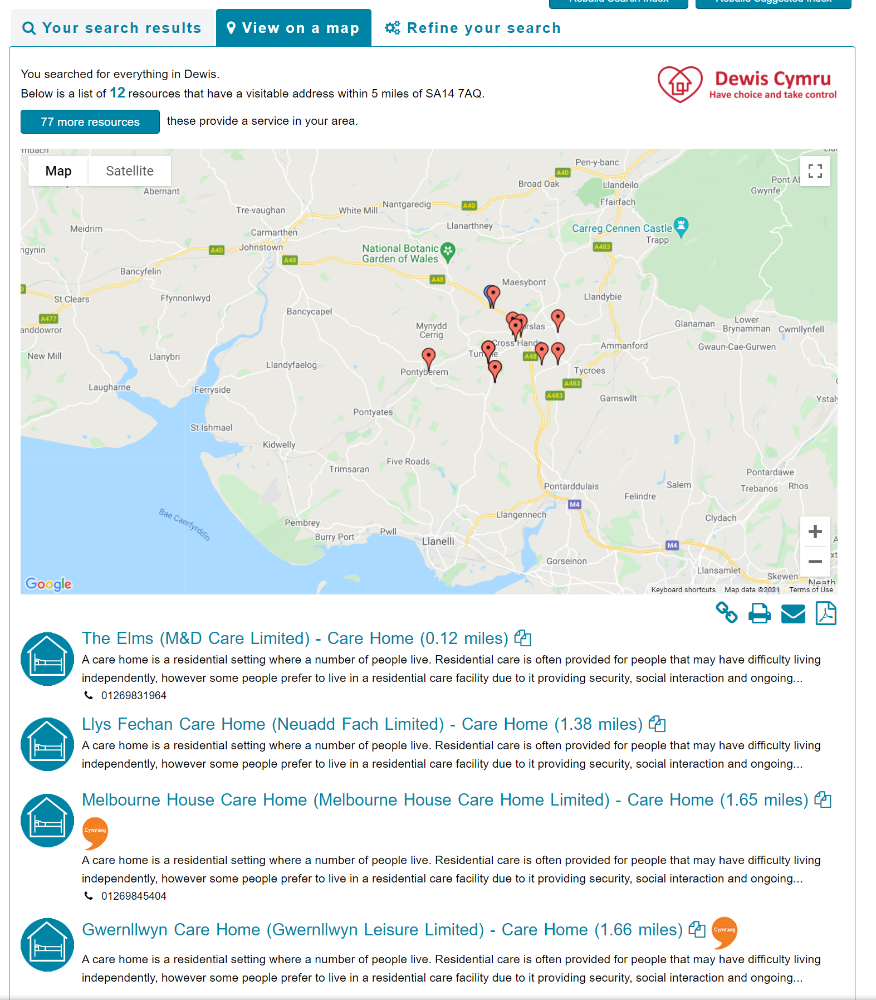 Rebuild Search Index
Rebuild Suggested Index
Your search results
View on a map
Refine your search
You searched for everything in Dewis.
Below is a list of 12 resources that have a visitable address within 5 miles of SA14 7AQ.
77 more resources these provide a service in your area.
Dewis Cymru
Have choice and take control
mbach
Map
Satellite
Abernant
Pen-y-banc
A40
Broad Oak
Llandeilo
Gwynfe
Ffairfach
Nantgaredig
A40
White Mill
Tre-vaughan
Llanarthney
Carreg Cennen Castle
Trapp
Meidrim
Carmarthen
Johnstown
A40
A48
National Botanic
Garden of Wales
A483
ngynin
Bancyfelin
A48
Maesybont
St Clears
Ffynnonlwyd
Llandybïe
Bancycapel
A477
anddowror
Mynydd
Cerrig
rslas
Glanaman
Lower
Brynamman
Cwmllynfell
Cross Hands
Ammanford
Gwaun-Cae-Gurwen
New Mill
Llanybri
A48
Llandyfaelog
Pontyberem
Tycroes
Laugharne
Ferryside
A483
A483
Garnswllt
Pontyates
St Ishmael
Kidwelly
Trimsaran
Five Roads
Pontardawe
Pontarddulais
Salem
Trebanos
Rhos
Felindre
M4
Bae Caerfyrddin
Pembrey
Llangennech
Clydach
Burry Port
Pwll
Llanelli
M4
Gorseinon
Llansamlet
Skewen
Neath
Google
Keyboard shortcuts
Map data ©2021
Terms of Use
The Elms (M&D Care Limited) - Care Home (0.12 miles)
A care home is a residential setting where a number of people live. Residential care is often provided for people that may have difficulty living
independently, however some people prefer to live in a residential care facility due to it providing security, social interaction and ongoing...
01269831964
Llys Fechan Care Home (Neuadd Fach Limited) - Care Home (1.38 miles)
A care home is a residential setting where a number of people live. Residential care is often provided for people that may have difficulty living
independently, however some people prefer to live in a residential care facility due to it providing security, social interaction and ongoing...
Melbourne House Care Home (Melbourne House Care Home Limited) - Care Home (1.65 miles)
Cymraeg
A care home is a residential setting where a number of people live. Residential care is often provided for people that may have difficulty living
independently, however some people prefer to live in a residential care facility due to it providing security, social interaction and ongoing...
01269845404
Gwernllwyn Care Home (Gwernllwyn Leisure Limited) - Care Home (1.66 miles)
Cymraeg
A care home is a residential setting where a number of people live. Residential care is often provided for people that may have difficulty living
independently, however some people prefer to live in a residential care facility due to it providing security, social interaction and ongoing...